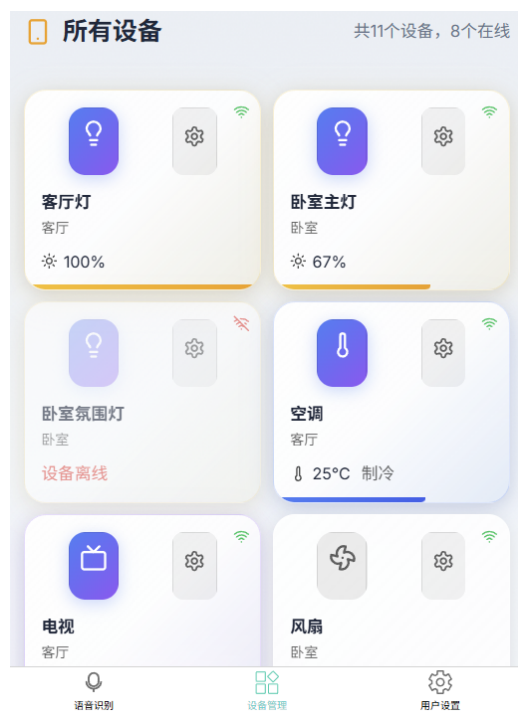 所有设备
共11个设备，8个在线
客厅灯
客厅
100%
卧室主灯
卧室
67%
卧室氛围灯
卧室
设备离线
空调
客厅
25°C 制冷
电视
客厅
风扇
卧室
语音识别
设备管理
用户设置